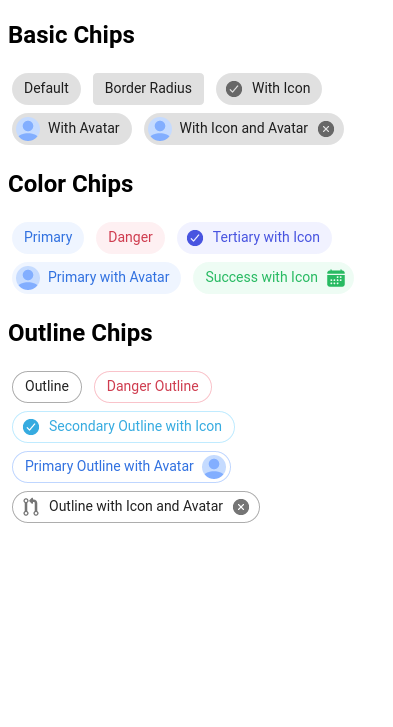 Basic Chips
Default Border Radius With Icon
With Avatar With Icon and Avatar
Color Chips
Primary Danger Tertiary with Icon
Primary with Avatar Success with Icon
Outline Chips
Outline Danger Outline
Secondary Outline with Icon
Primary Outline with Avatar
Outline with Icon and Avatar